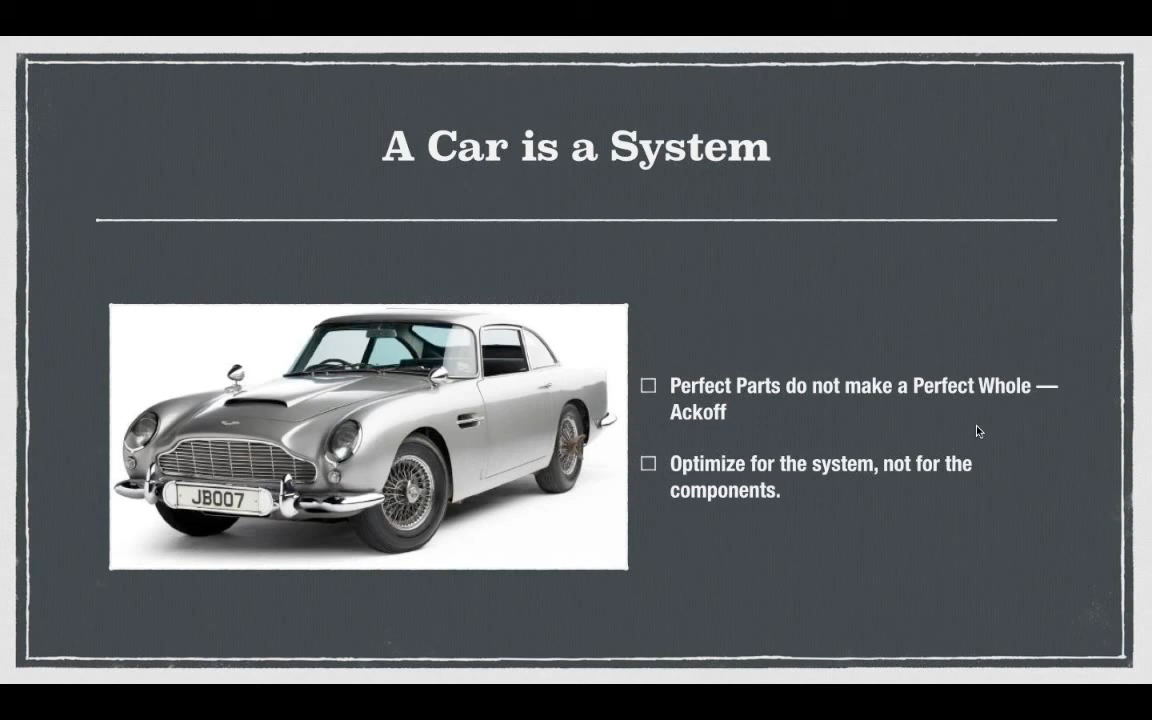 A Car is a System
Perfect Parts do not make a Perfect Whole —
Ackoff
Optimize for the system, not for the
components.
JB007